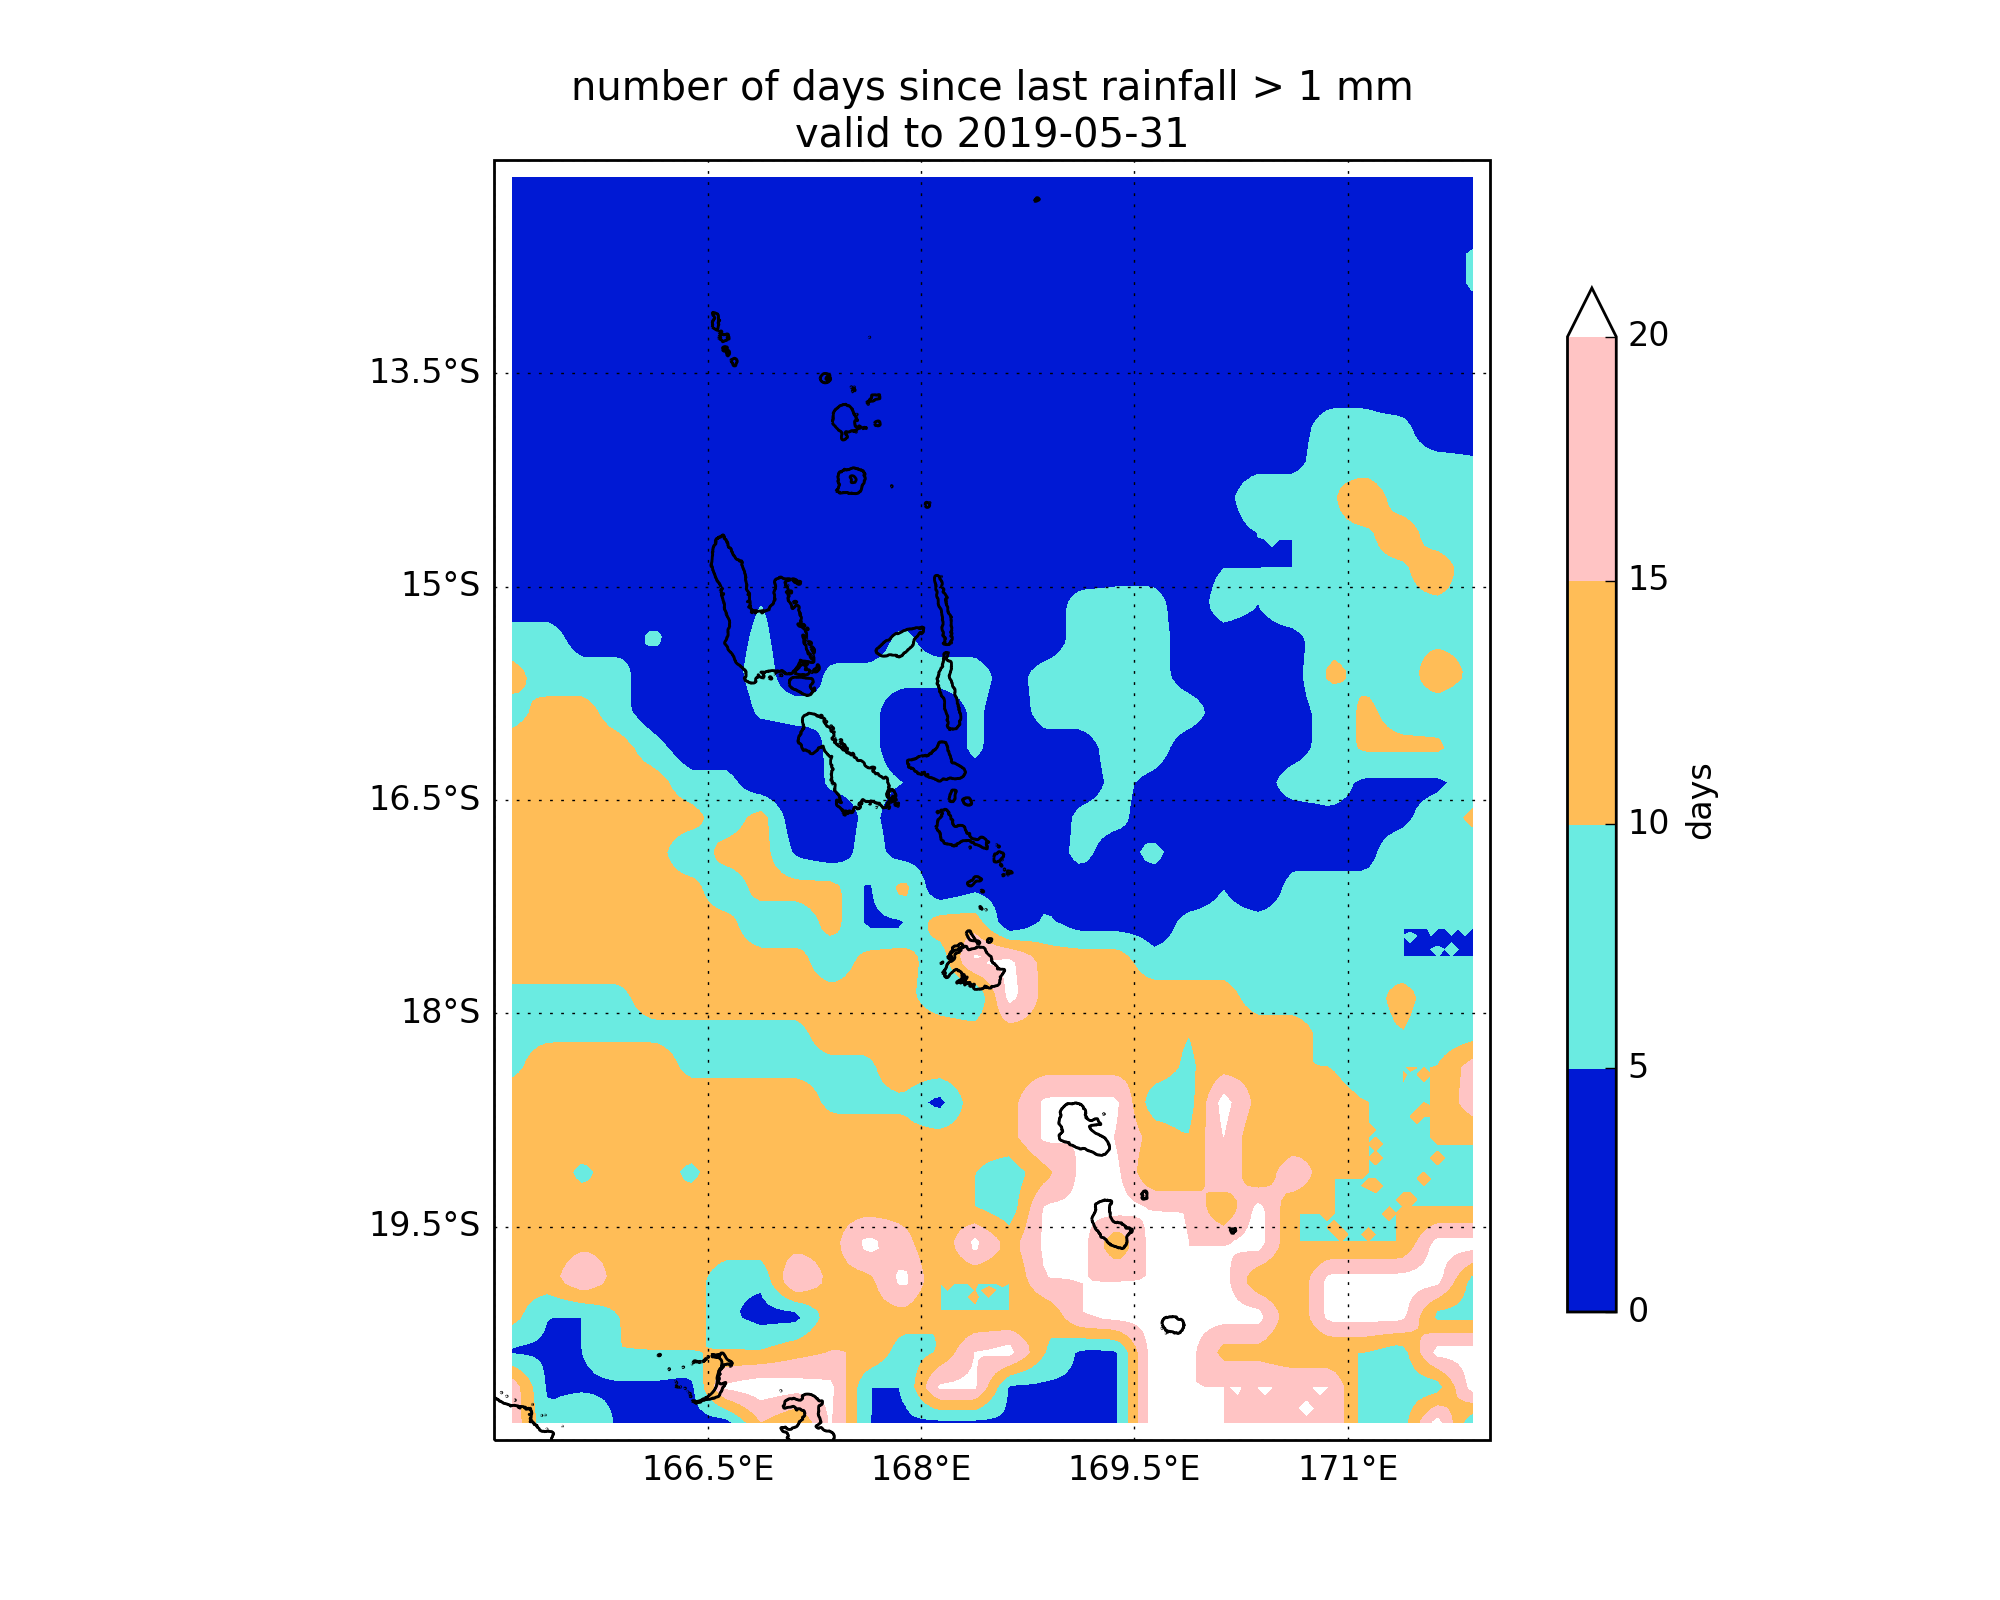 number of days since last rainfall > 1 mm
valid to 2019-05-31
13.5°S
15°S
16.5°S
18°S
19.5°S
166.5°E
168°E
169.5°E
171°E
20
15
10
5
0
days